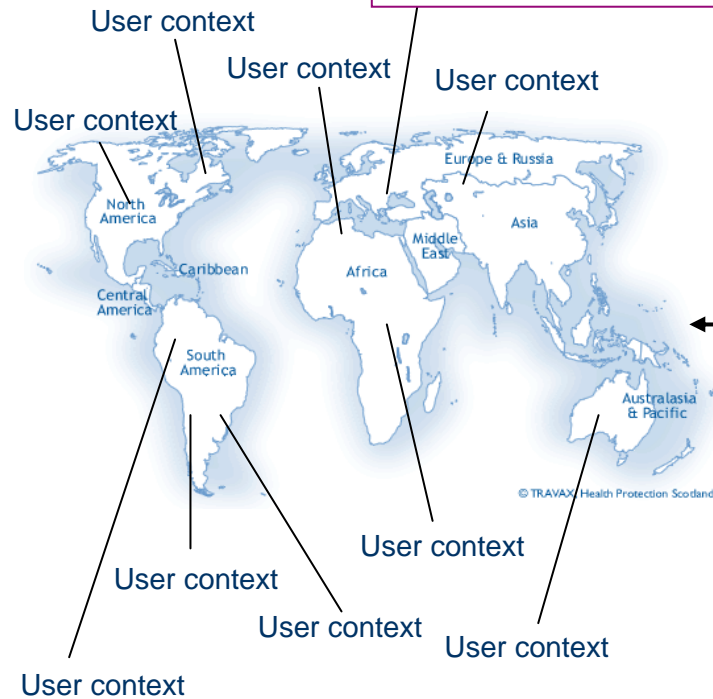 User context
User context
User context
User context
Europe & Russia
North
America
Asia
Middle
East
Africa
Caribbean
Central
America
South
America
Australasia
& Pacific
© TRAVAX, Health Protection Scotland
User context
User context
User context
User context
User context